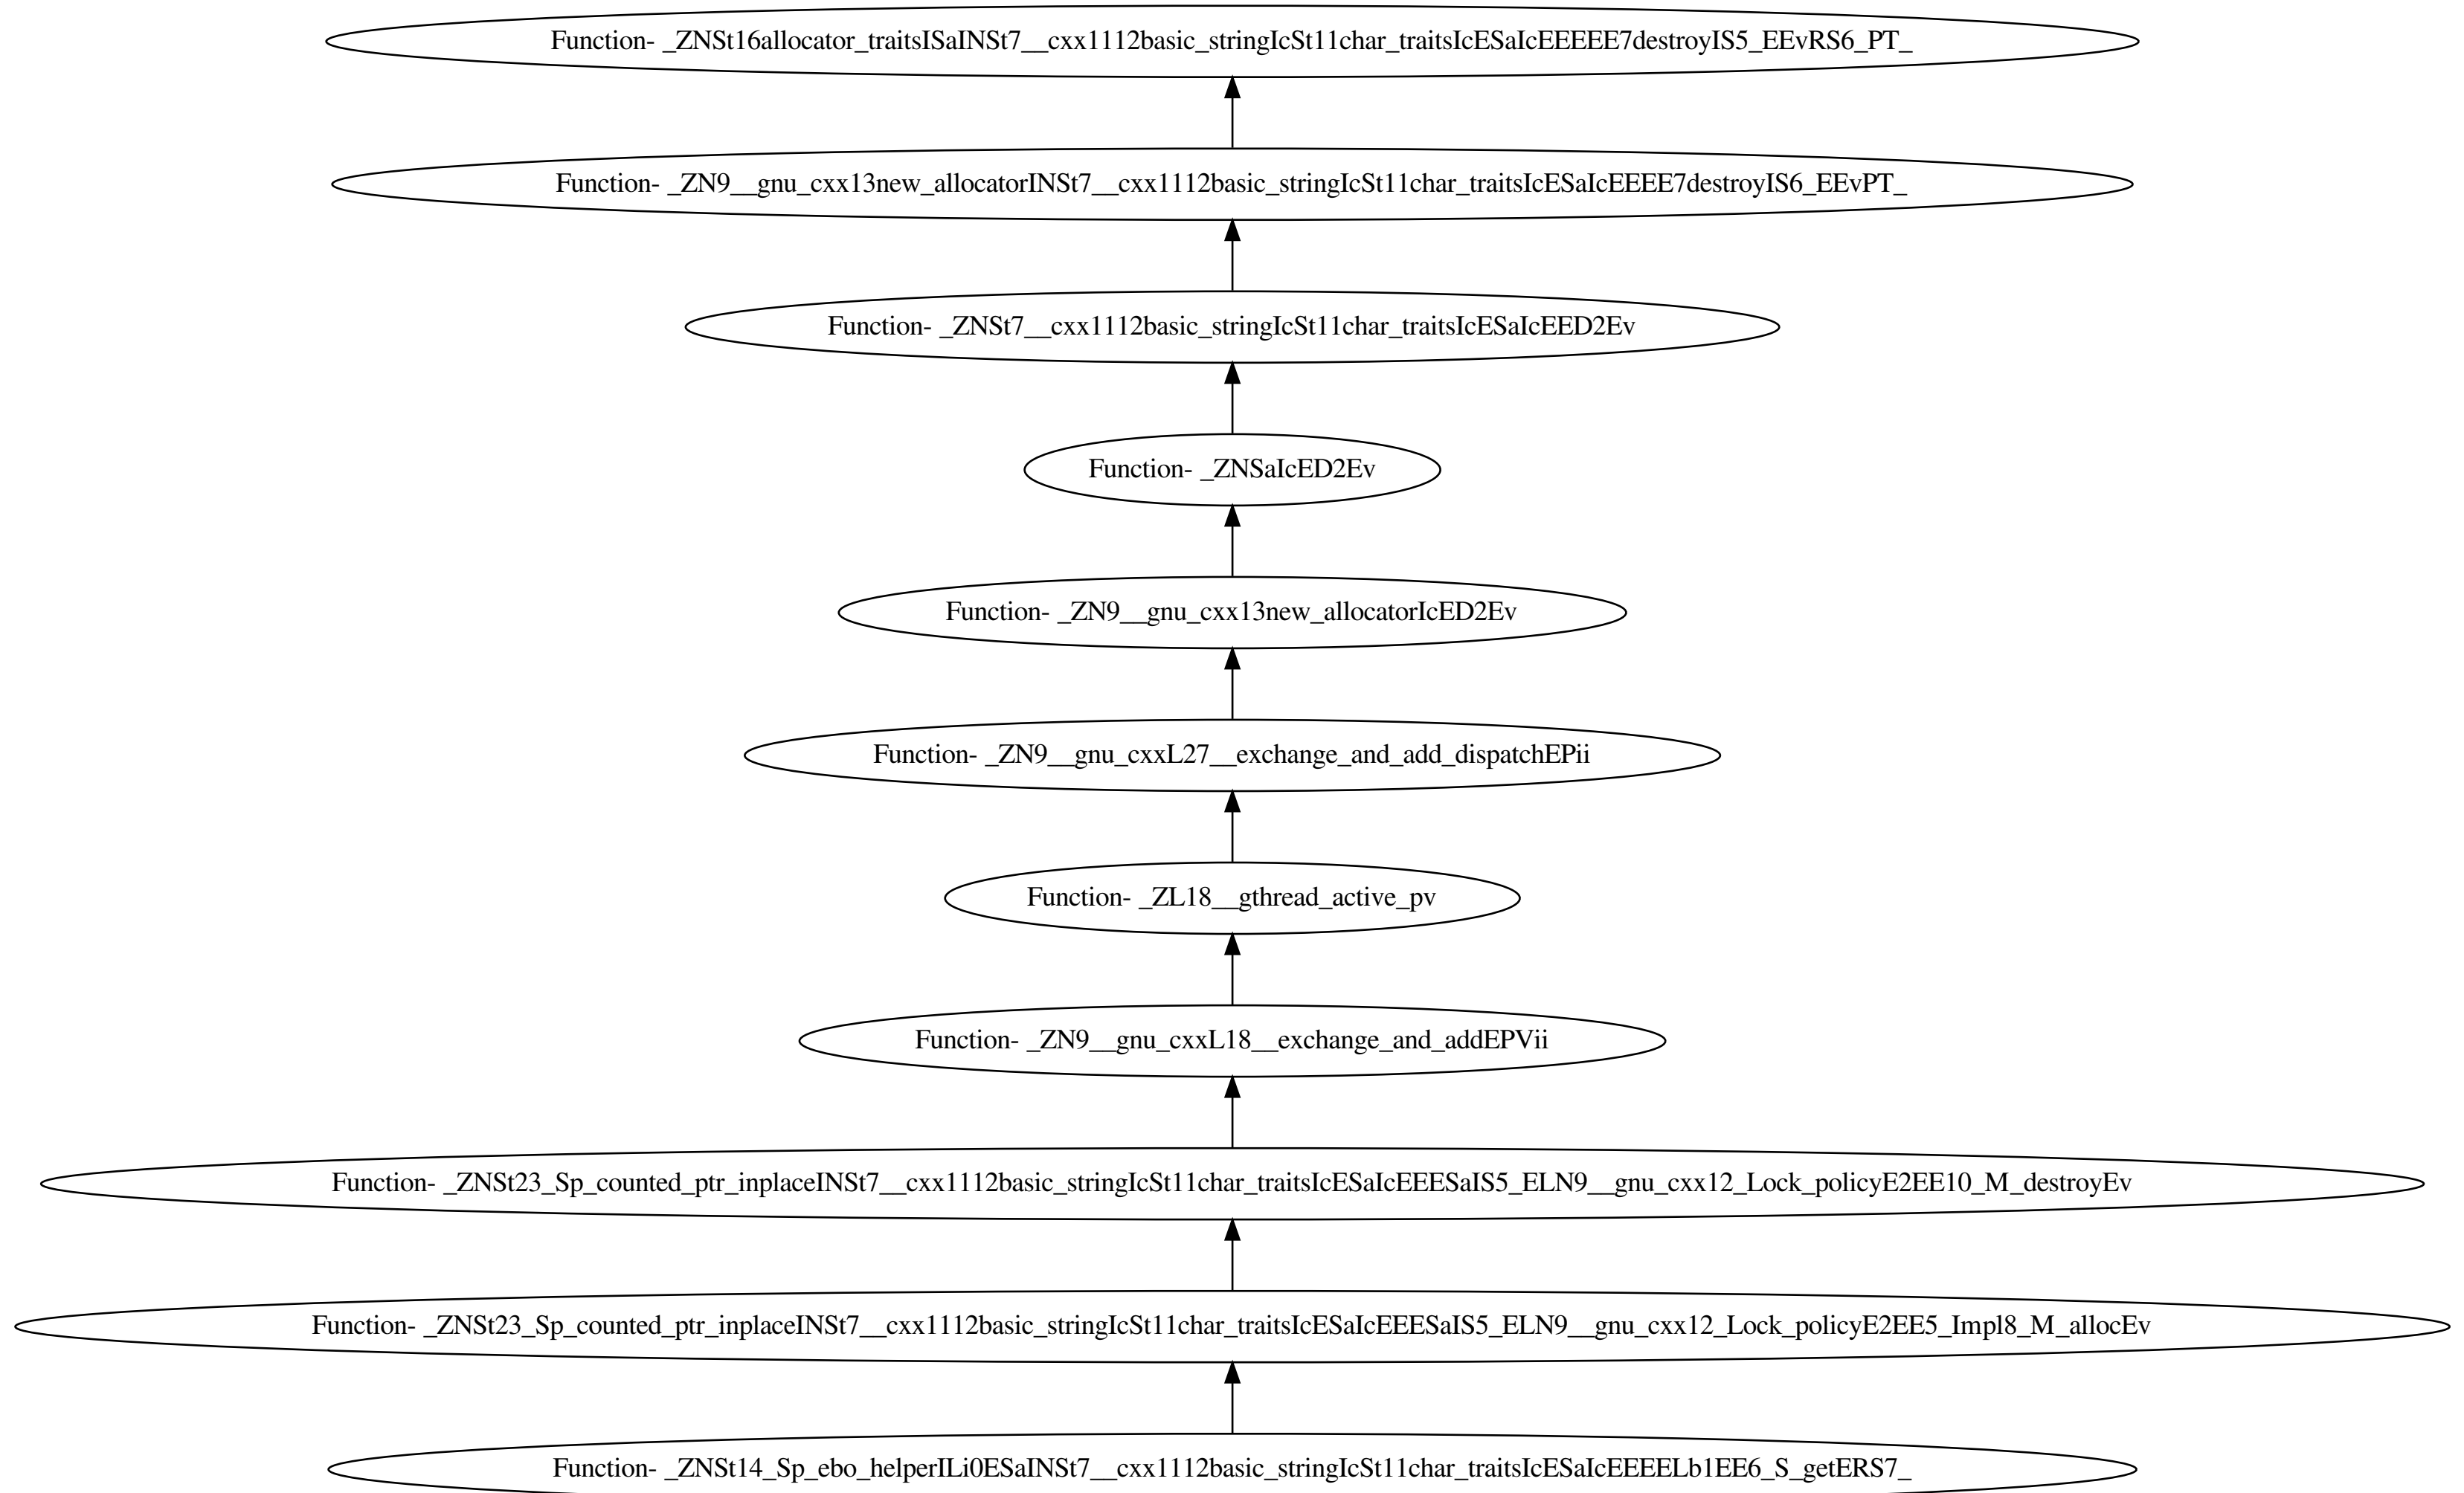 Function- _ZNSt16allocator_traitsISaINSt7__cxx1112basic_stringIcSt11char_traitsIcESaIcEEEEE7destroyIS5_EEvRS6_PT_
Function- _ZN9__gnu_cxx13new_allocatorINSt7__cxx1112basic_stringIcSt11char_traitsIcESaIcEEEE7destroyIS6_EEvPT_
Function- _ZNSt7__cxx1112basic_stringIcSt11char_traitsIcESaIcEED2Ev
Function- _ZNSaIcED2Ev
Function- _ZN9__gnu_cxx13new_allocatorIcED2Ev
Function- _ZN9__gnu_cxxL27__exchange_and_add_dispatchEPii
Function- _ZL18__gthread_active_pv
Function- _ZN9__gnu_cxxL18__exchange_and_addEPVii
Function- _ZNSt23_Sp_counted_ptr_inplaceINSt7__cxx1112basic_stringIcSt11char_traitsIcESaIcEEESaIS5_ELN9__gnu_cxx12_Lock_policyE2EE10_M_destroyEv
Function- _ZNSt23_Sp_counted_ptr_inplaceINSt7__cxx1112basic_stringIcSt11char_traitsIcESaIcEEESaIS5_ELN9__gnu_cxx12_Lock_policyE2EE5_Impl8_M_allocEv
Function- _ZNSt14_Sp_ebo_helperILi0ESaINSt7__cxx1112basic_stringIcSt11char_traitsIcESaIcEEEELb1EE6_S_getERS7_